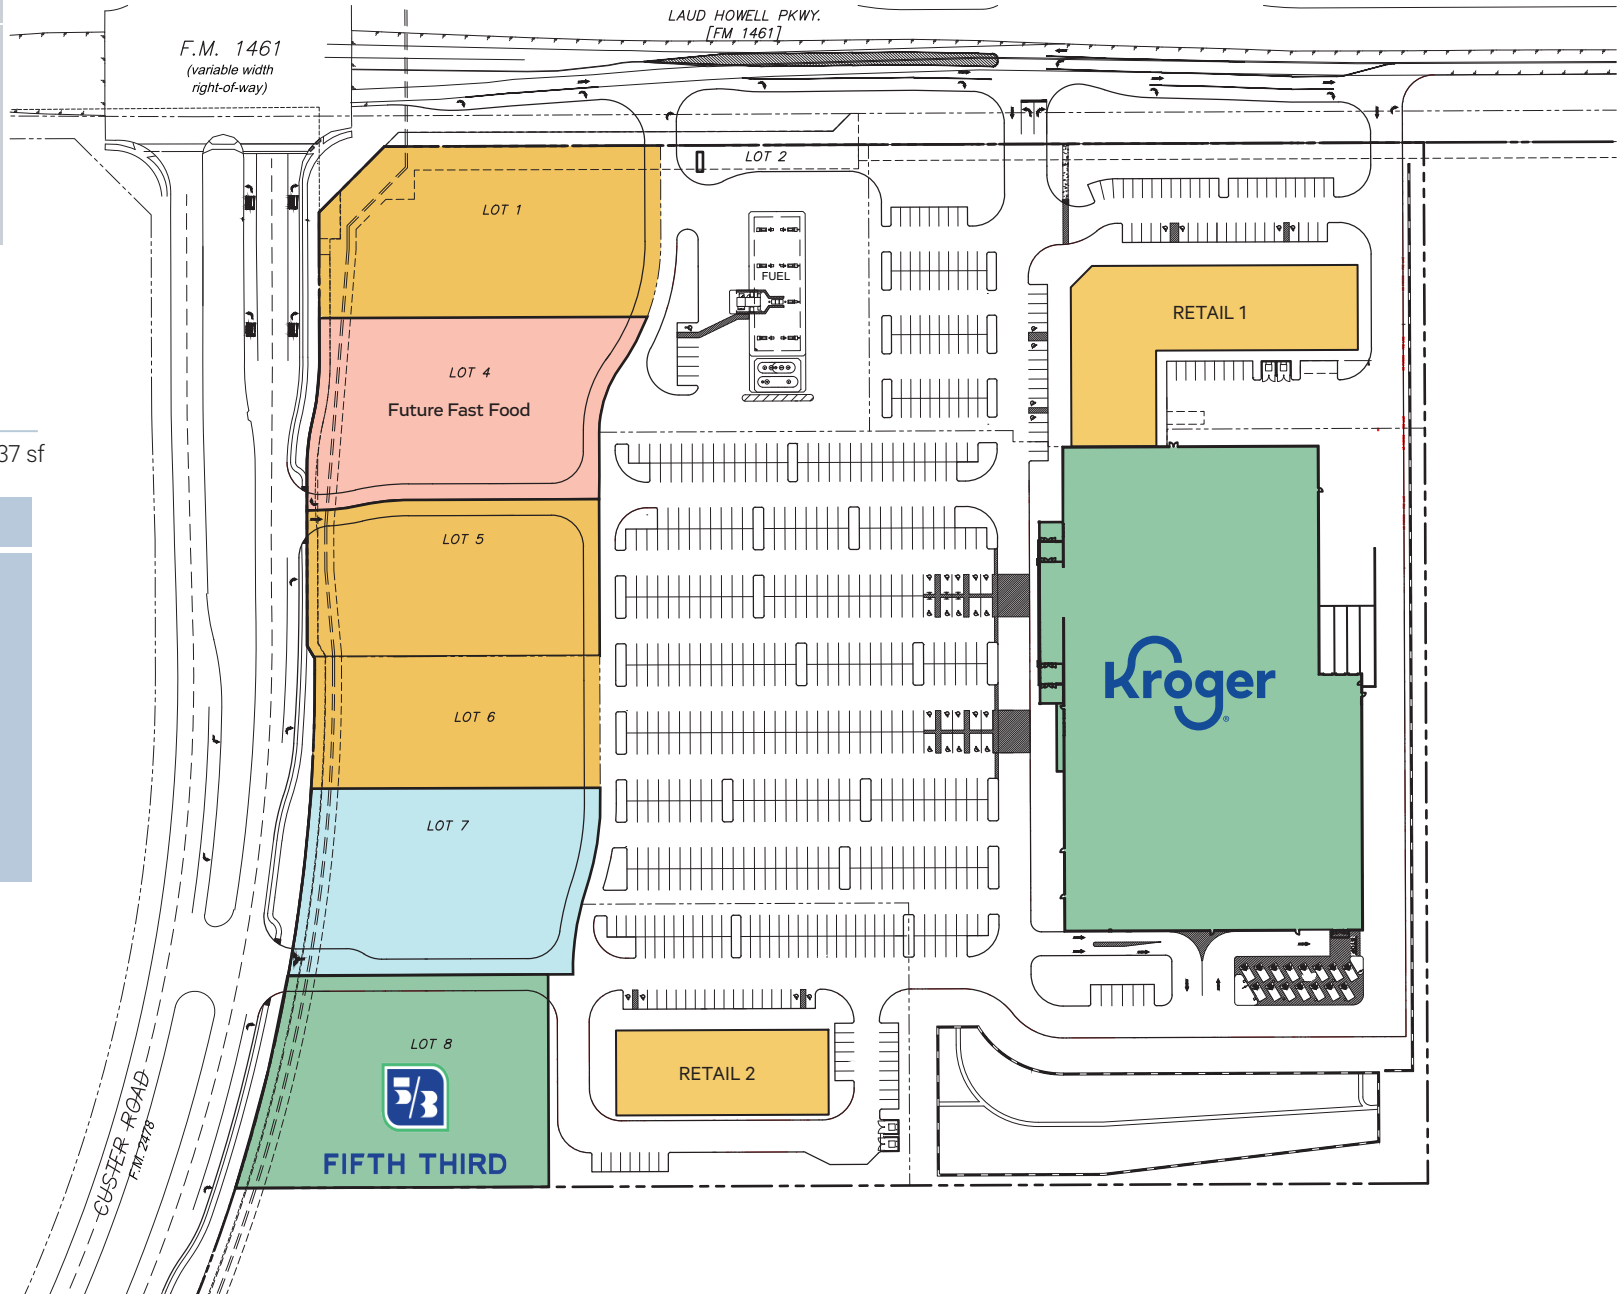 LAUD HOWELL PKWY.
[FM 1461]
F.M. 1461
(variable width
right-of-way)
LOT 2
LOT 1
FUEL
RETAIL 1
LOT 4
Future Fast Food
37 sf
LOT 5
Kroger
®
LOT 6
LOT 7
LOT 8
5/3
RETAIL 2
FIFTH THIRD
CUSTER ROAD
F.M. 2478